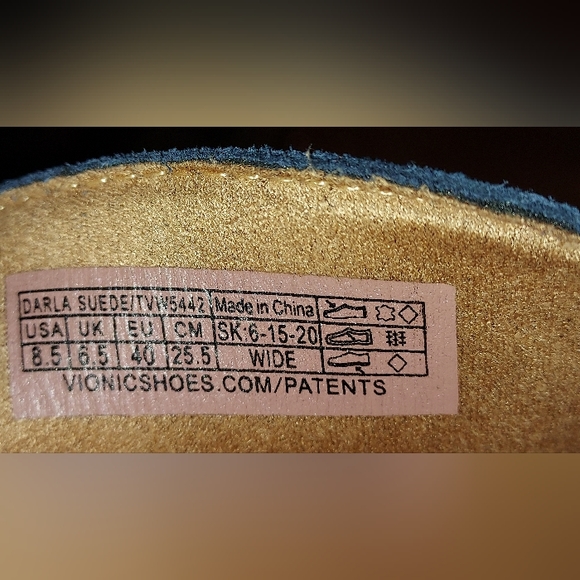 DARLA SUEDE/TVW5442 Made in China
USA UK EU CM SK:6-15-20
8.5 6.5 40 25.5 WIDE
VIONICSHOES.COM/PATENTS